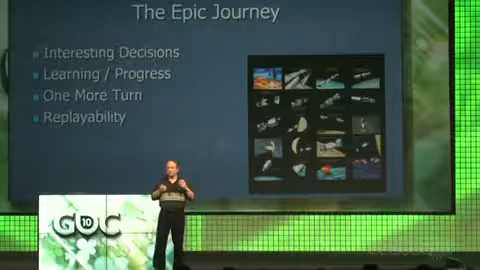 The Epic Journey
Interesting Decisions
Learning / Progress
One More Turn
Replayability
GDC 10